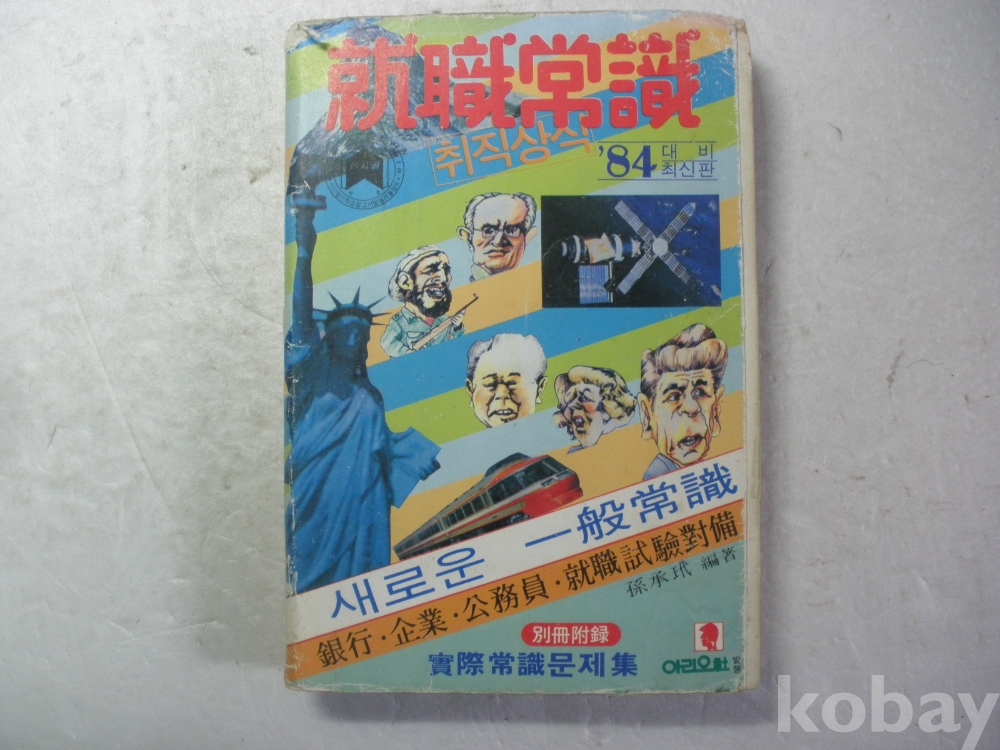 就職常識
취직상식
'84 대비 최신판
새로운 一般常識
銀行·企業·公務員·就職試驗對備
孫承玳 編著
別冊附録
實際常識문제集
아리오社
kobay